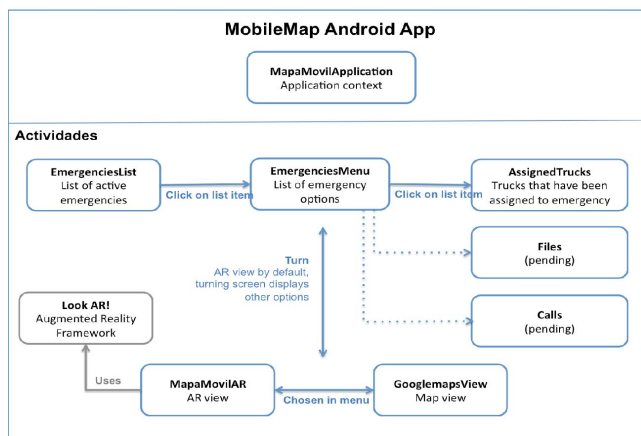 MobileMap Android App
MapaMovilApplication
Application context
Actividades
EmergenciesList
List of active
emergencies
Click on list item
EmergenciesMenu
List of emergency
options
Click on list item
AssignedTrucks
Trucks that have been
assigned to emergency
Files
(pending)
Turn
AR view by default,
turning screen displays
other options
Look AR!
Augmented Reality
Framework
Calls
(pending)
Uses
MapaMovilAR
AR view
Chosen in menu
GooglemapsView
Map view